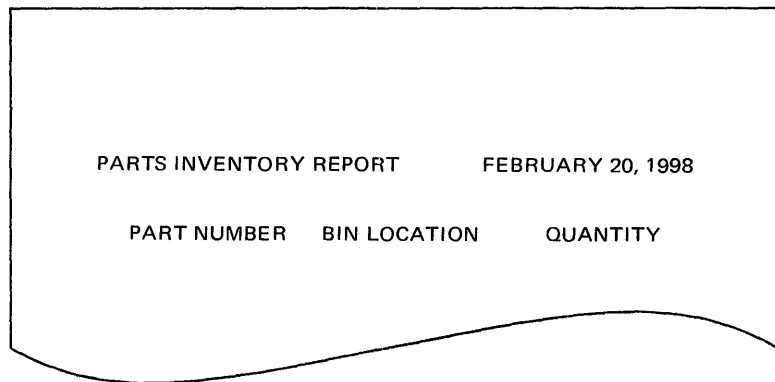 PARTS INVENTORY REPORT FEBRUARY 20, 1998
PART NUMBER BIN LOCATION QUANTITY